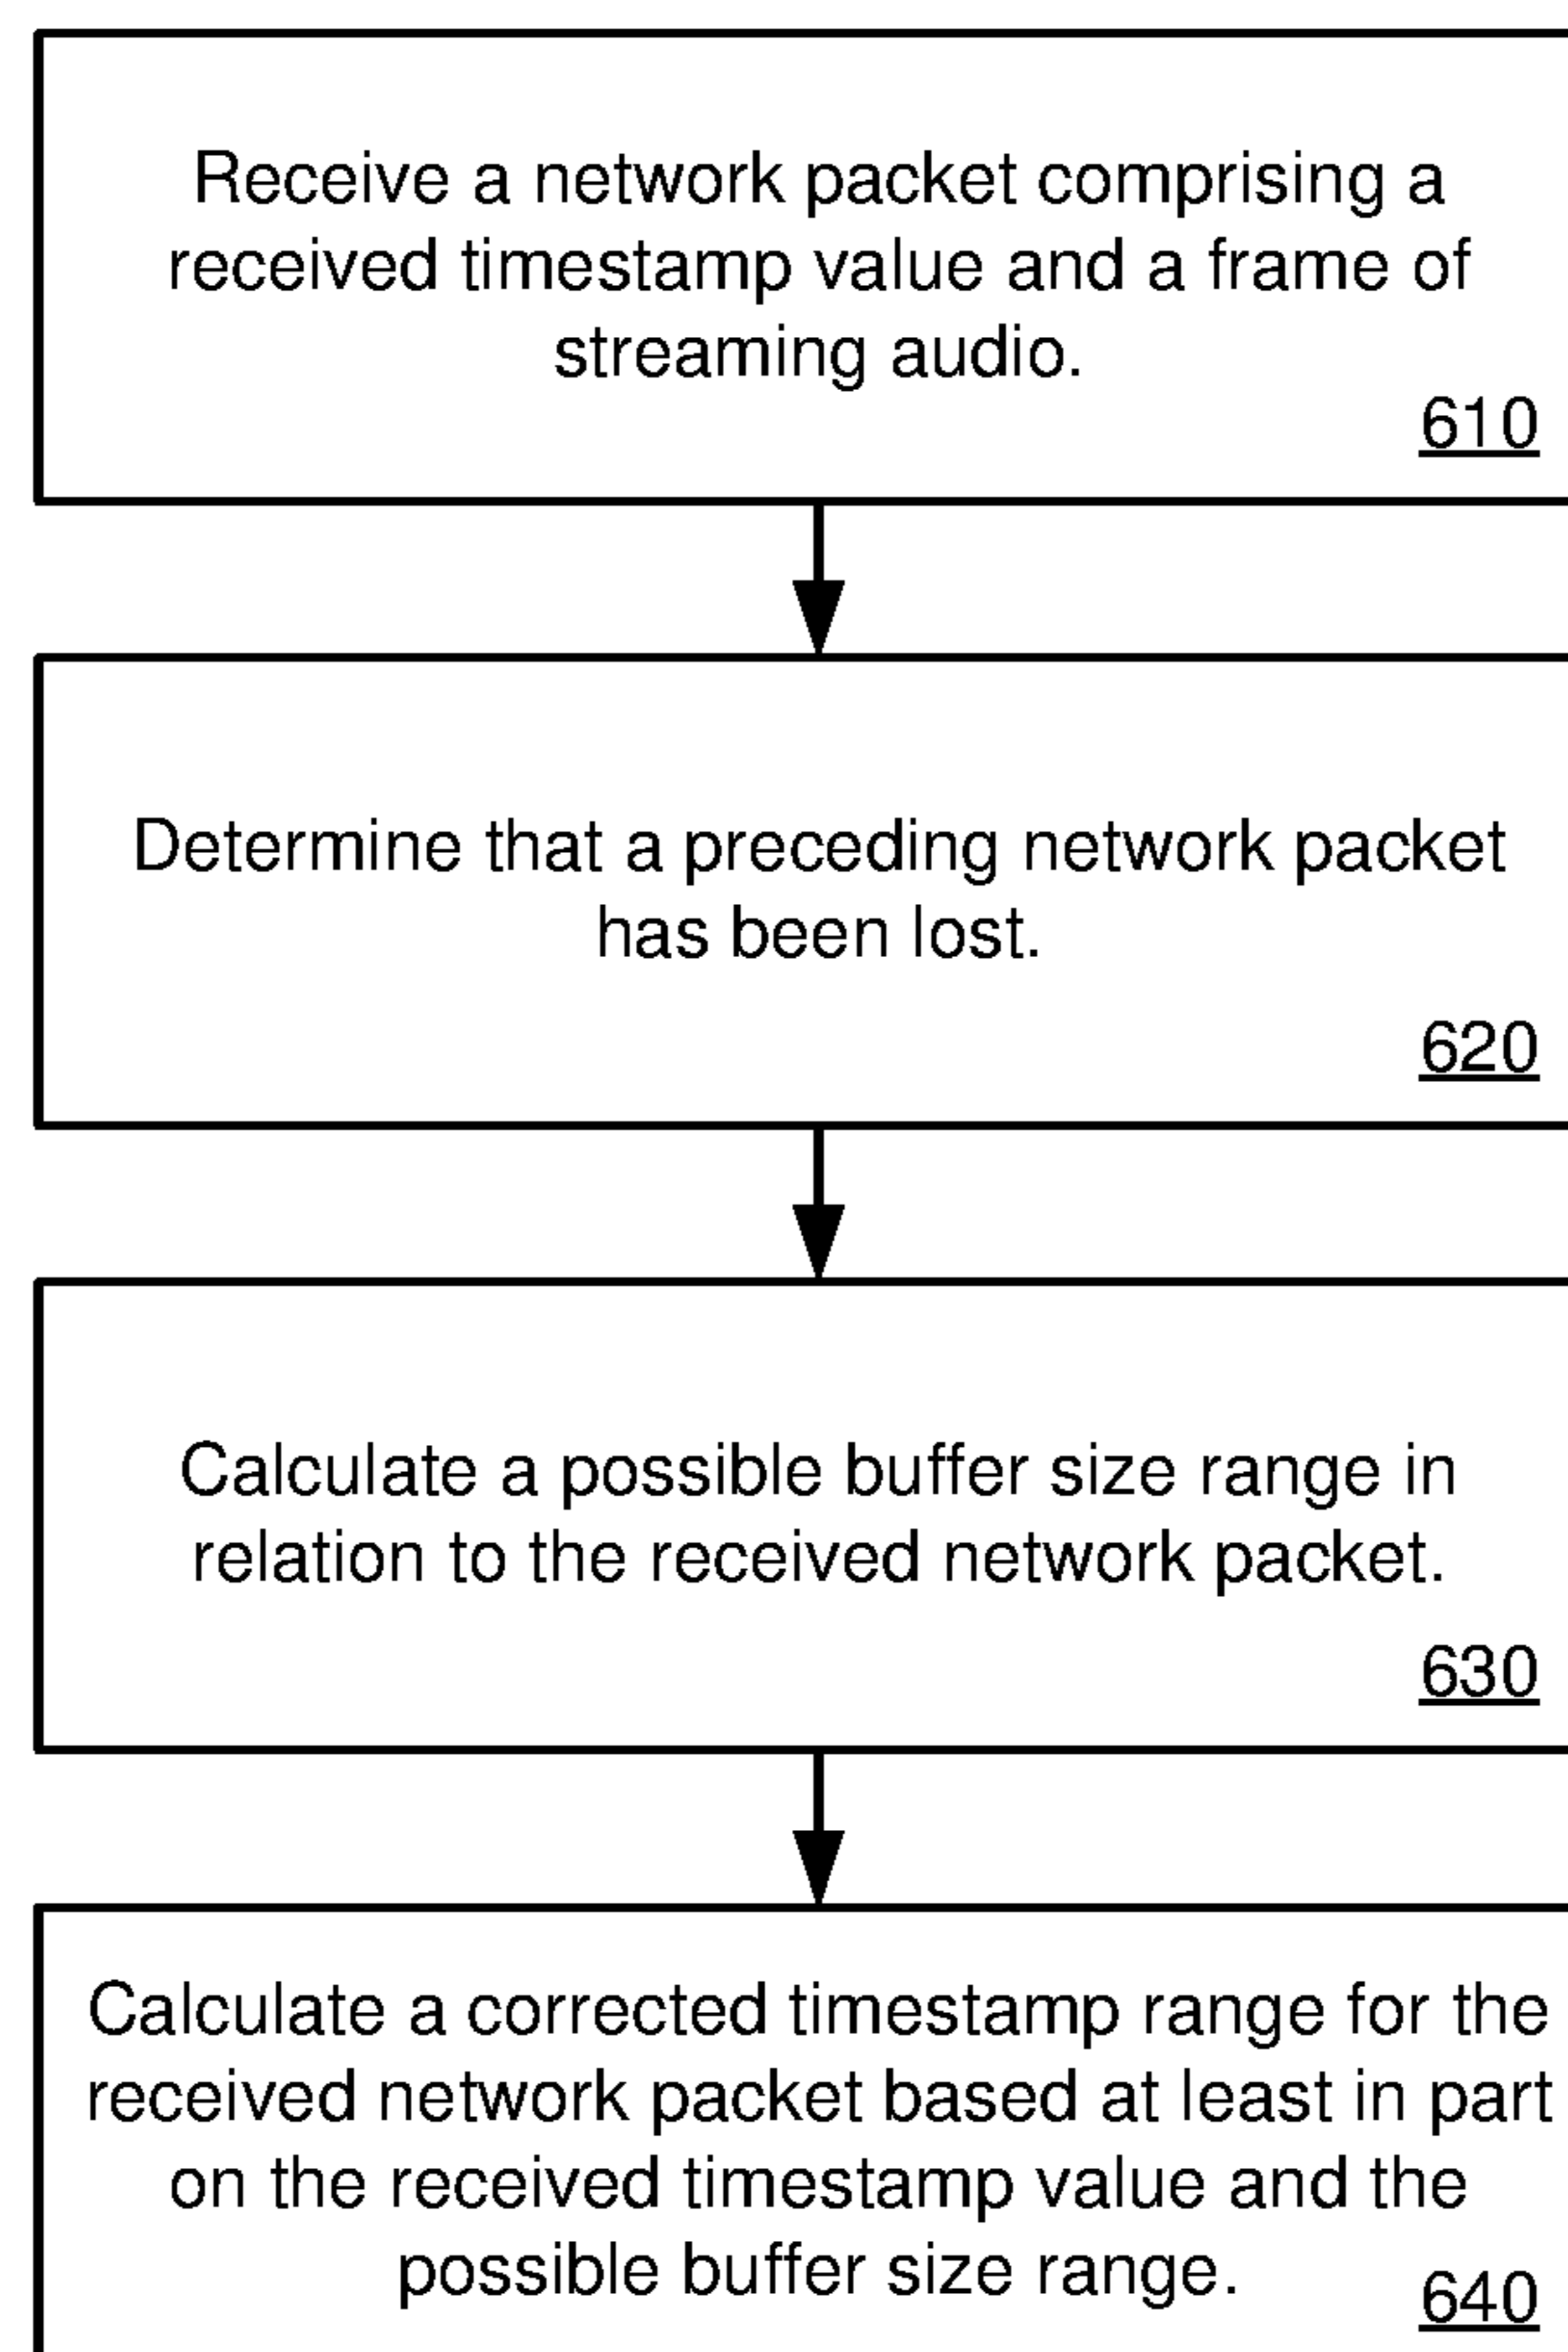 Receive a network packet comprising a
received timestamp value and a frame of
streaming audio.
610
Determine that a preceding network packet
has been lost.
620
Calculate a possible buffer size range in
relation to the received network packet.
630
Calculate a corrected timestamp range for the
received network packet based at least in part
on the received timestamp value and the
possible buffer size range.
640